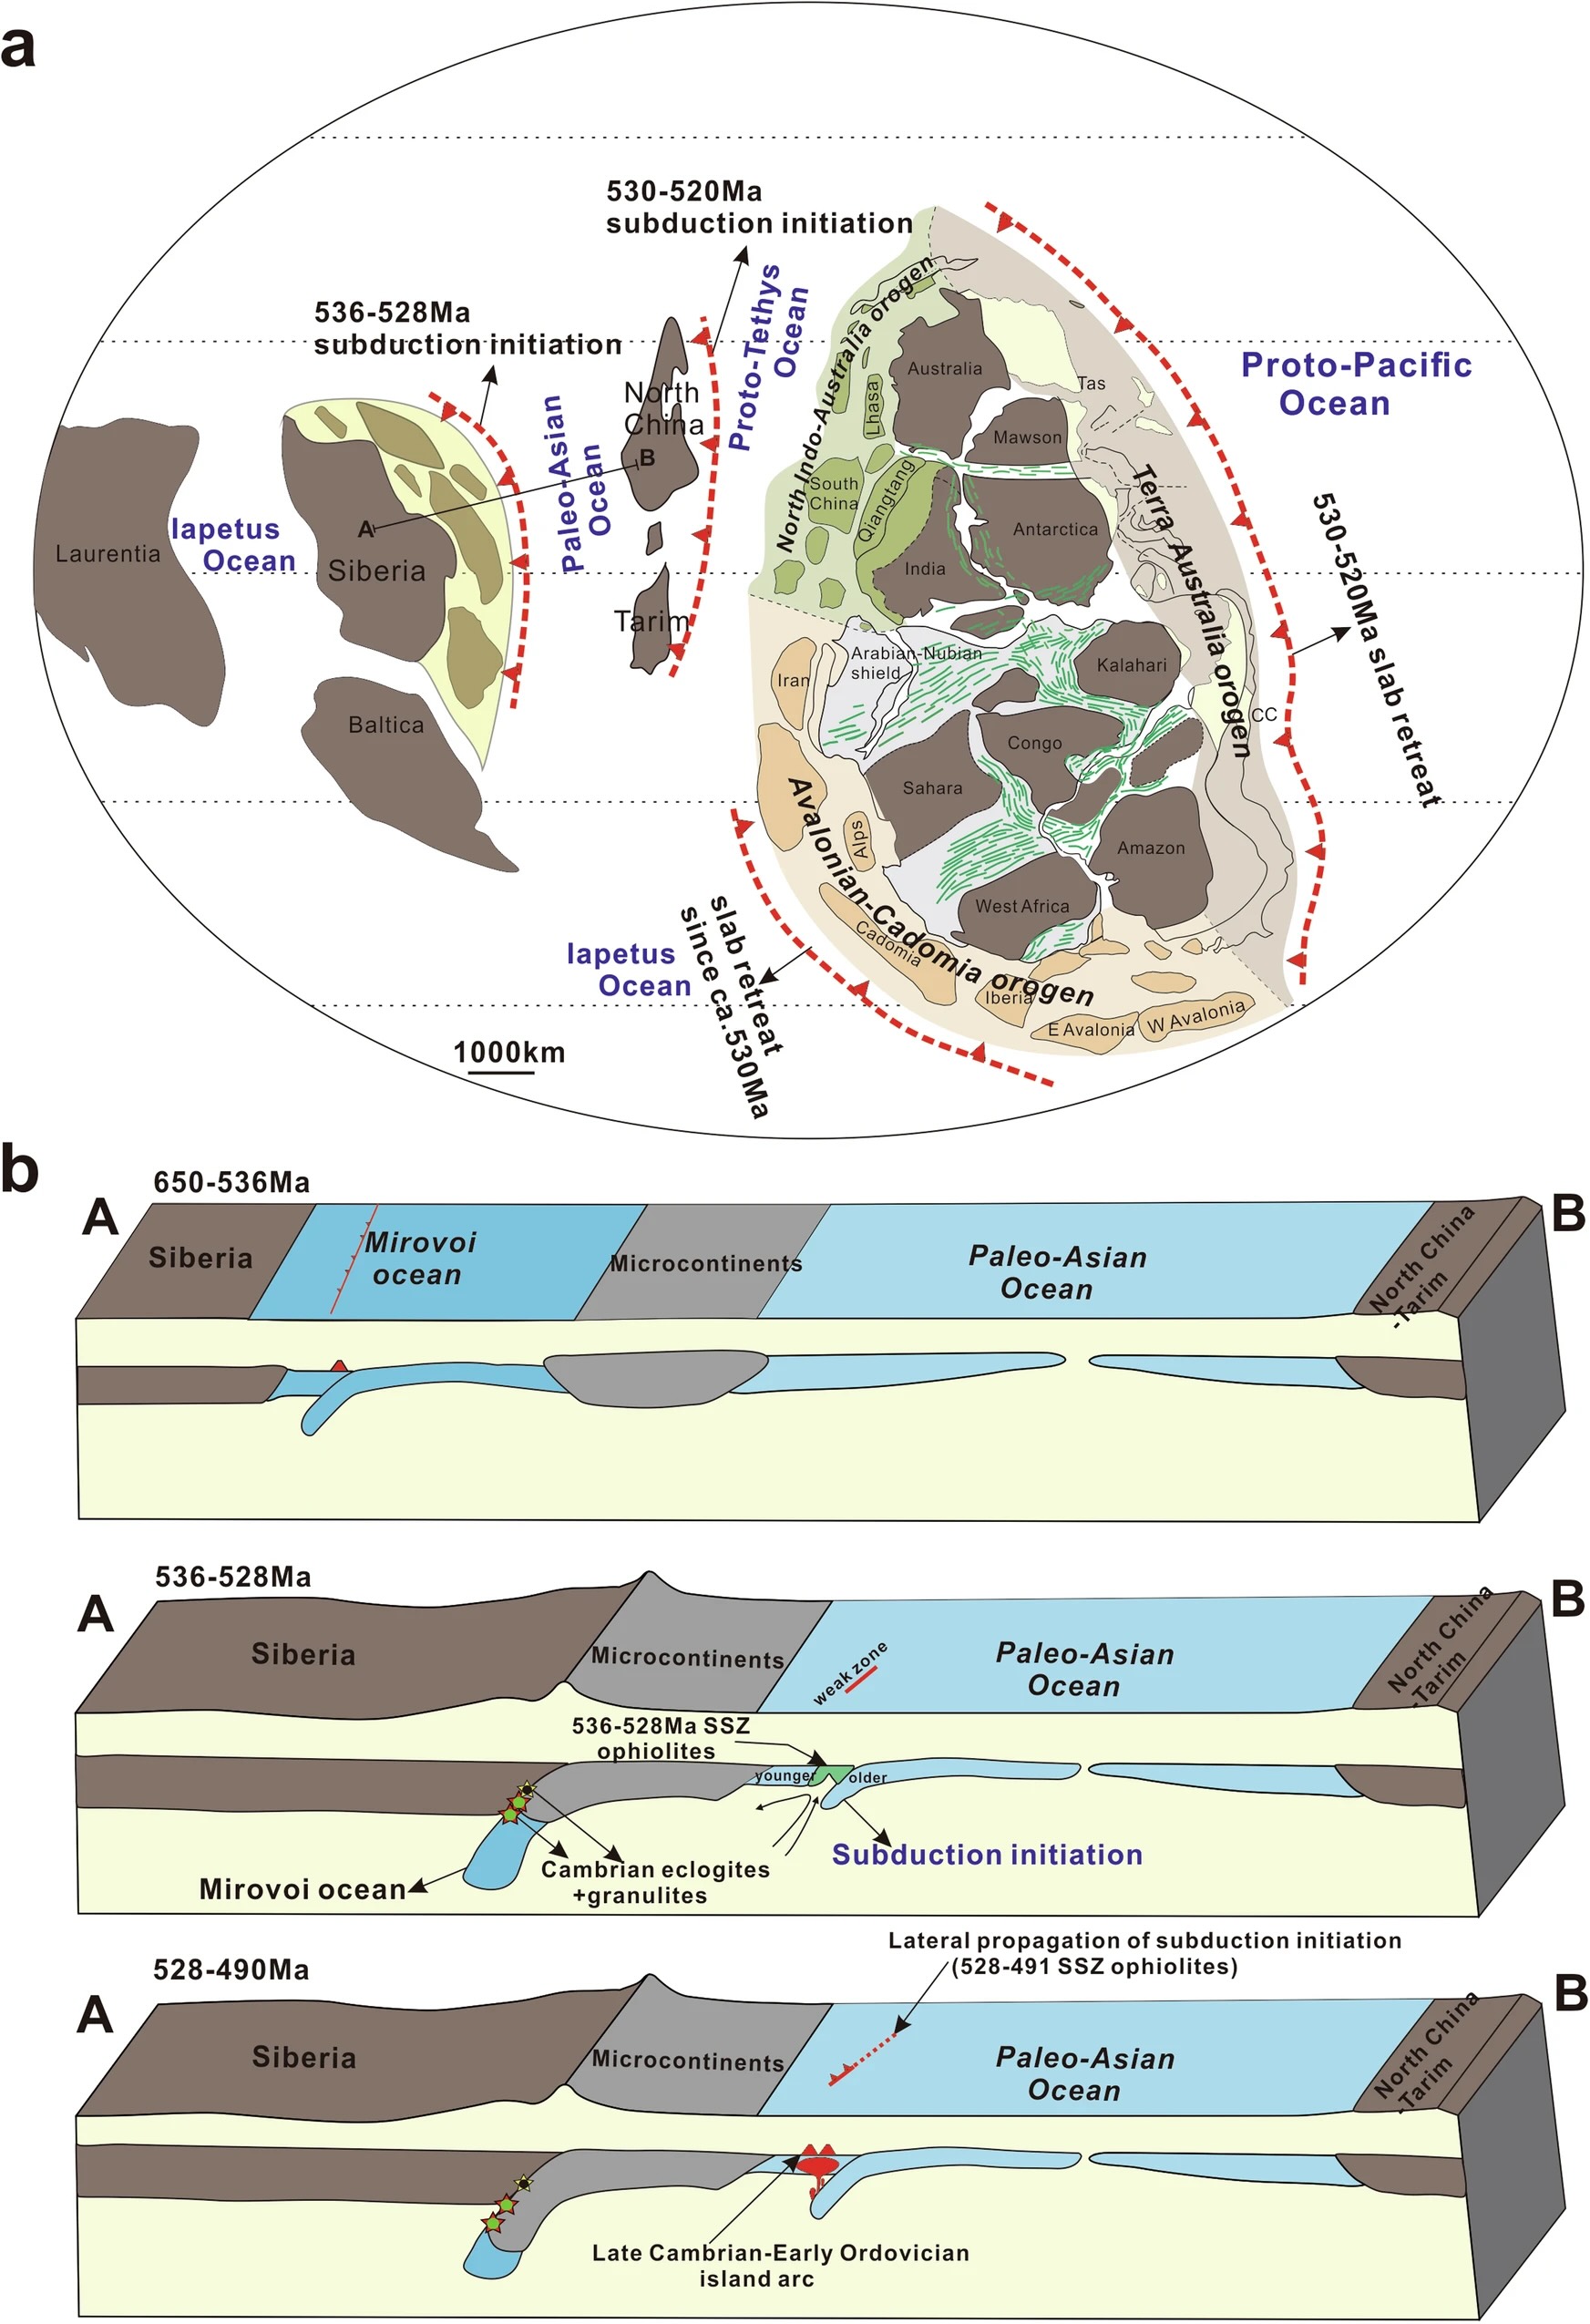 a
530-520Ma
subduction initiation
536-528Ma
subduction initiation
Proto-Tethys
Ocean
Paleo-Asian
Ocean
North
China
B
A
Siberia
Laurentia
Iapetus
Ocean
Tarim
Baltica
North Indo-Australia orogen
Lhasa
Australia
Tas
Mawson
South
China
Qiangtang
India
Antarctica
Proto-Pacific
Ocean
Terra Australia orogen
530-520Ma slab retreat
Iran
Arabian-Nubian
shield
Kalahari
CC
Congo
Sahara
Alps
Amazon
West Africa
Avalonian-Cadomia orogen
Cadomia
Iberia
E Avalonia
W Avalonia
Iapetus
Ocean
slab retreat
since ca.530Ma
1000km
b
650-536Ma
A
B
Siberia
Mirovoi
ocean
Microcontinents
Paleo-Asian
Ocean
North China
-Tarim
536-528Ma
A
B
Siberia
Microcontinents
weak zone
Paleo-Asian
Ocean
North China
-Tarim
536-528Ma SSZ
ophiolites
younger
older
Subduction initiation
Cambrian eclogites
+granulites
Mirovoi ocean
Lateral propagation of subduction initiation
(528-491 SSZ ophiolites)
528-490Ma
A
B
Siberia
Microcontinents
Paleo-Asian
Ocean
North China
-Tarim
Late Cambrian-Early Ordovician
island arc